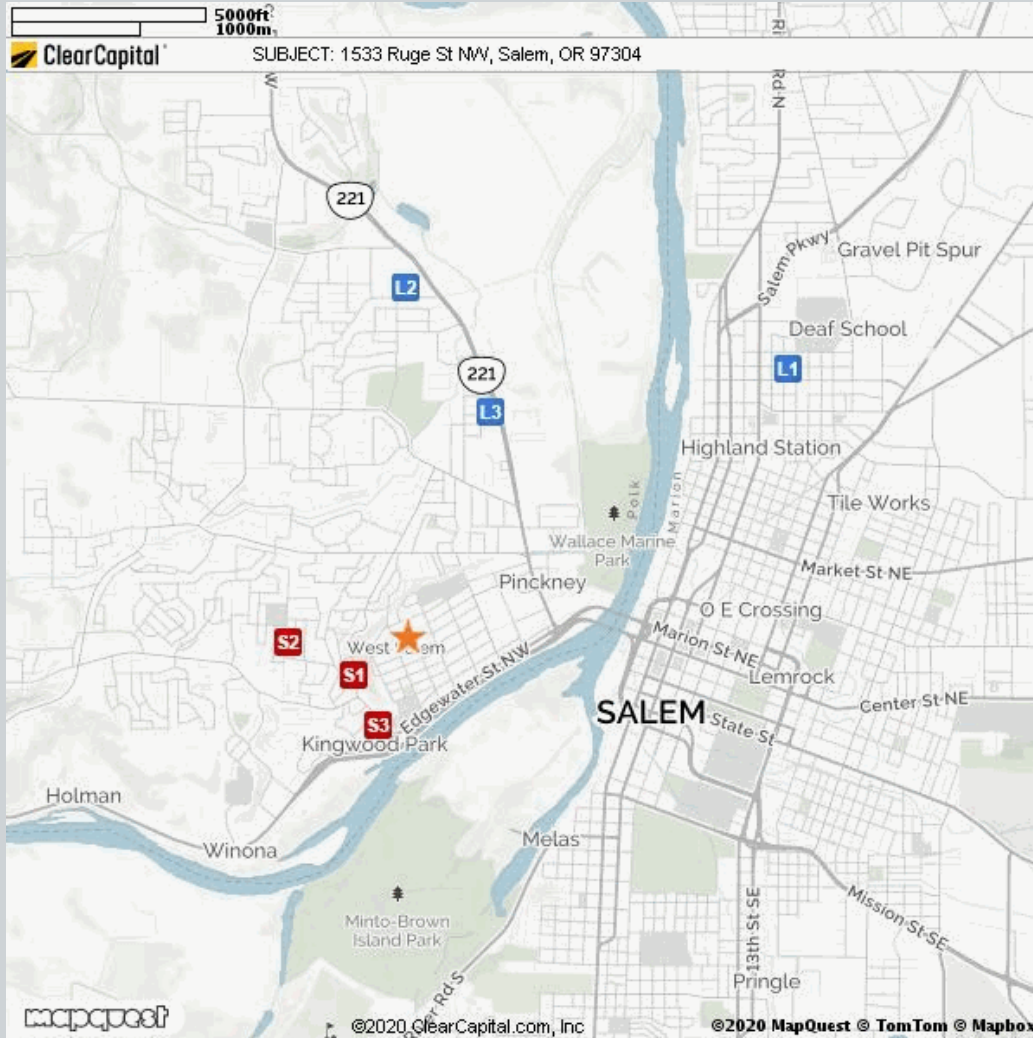 5000ft
1000m
ClearCapital
SUBJECT: 1533 Ruge St NW, Salem, OR 97304
W
Rd N
221
Gravel Pit Spur
Salem Pkwy
L2
Deaf School
221
L1
L3
Highland Station
Polk
Marion
Tile Works
Wallace Marine
Park
Market St NE
Pinckney
O E Crossing
S2
West
S1
Marion St NE
Lemrock
Edgewater St NW
Center St NE
SALEM
State St
S3
Kingwood Park
Holman
Melas
Winona
Mission St SE
13th St SE
Minto-Brown
Island Park
Pringle
Rd S
mapquest
©2020 ClearCapital.com, Inc
©2020 MapQuest © TomTom © Mapbox